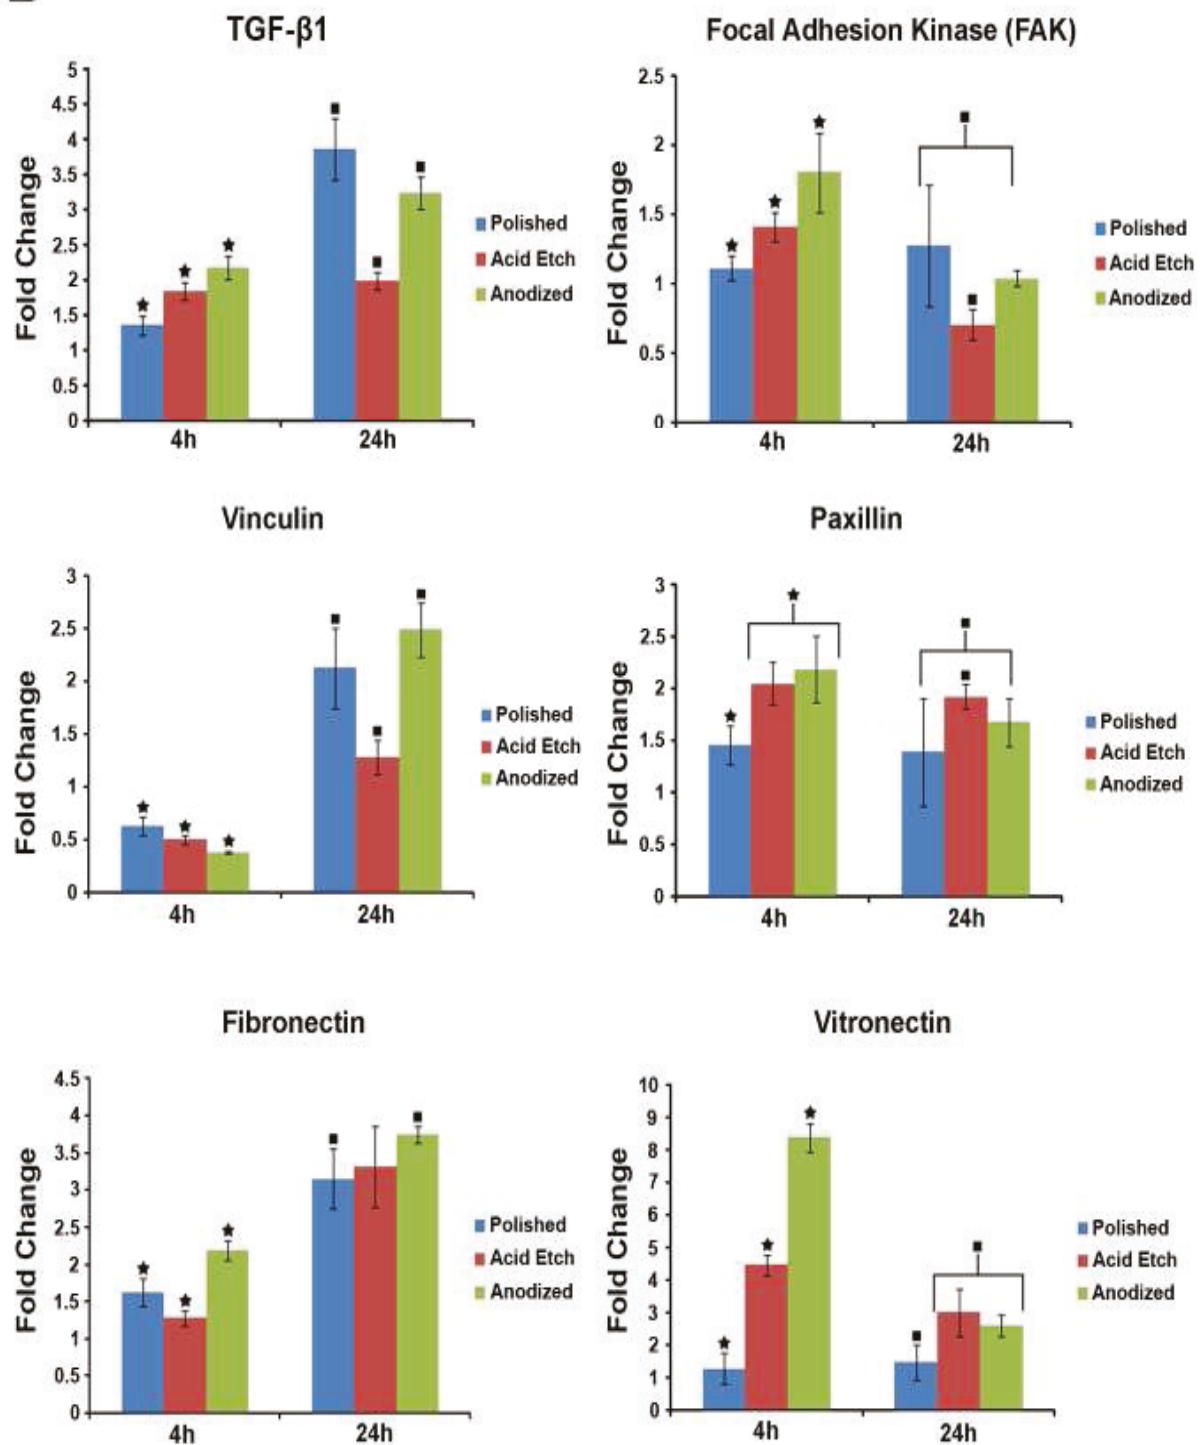 TGF-β1
Fold Change
5
4.5
4
3.5
3
2.5
2
1.5
1
0.5
0
4h
24h
Polished
Acid Etch
Anodized
Focal Adhesion Kinase (FAK)
Fold Change
2.5
2
1.5
1
0.5
0
4h
24h
Polished
Acid Etch
Anodized
Vinculin
Fold Change
3
2.5
2
1.5
1
0.5
0
4h
24h
Polished
Acid Etch
Anodized
Paxillin
Fold Change
3
2.5
2
1.5
1
0.5
0
4h
24h
Polished
Acid Etch
Anodized
Fibronectin
Fold Change
4.5
4
3.5
3
2.5
2
1.5
1
0.5
0
4h
24h
Polished
Acid Etch
Anodized
Vitronectin
Fold Change
10
9
8
7
6
5
4
3
2
1
0
4h
24h
Polished
Acid Etch
Anodized